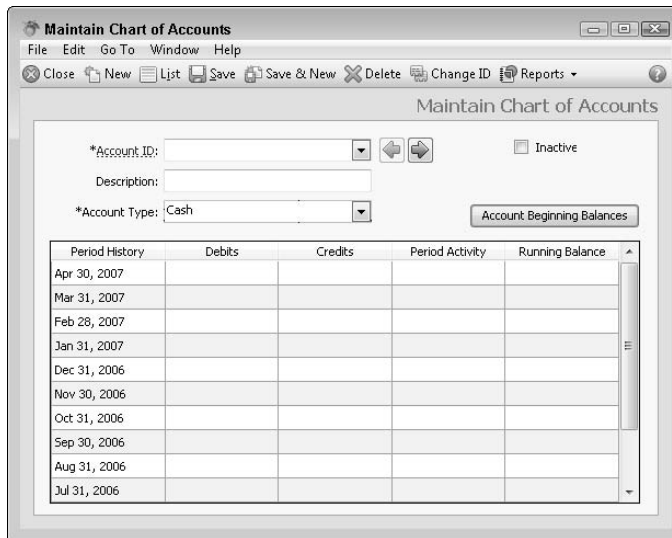 Maintain Chart of Accounts
File Edit Go To Window Help
Close New List Save Save & New Delete Change ID Reports
Maintain Chart of Accounts
*Account ID: Inactive
Description:
*Account Type: Cash Account Beginning Balances
Period History Debits Credits Period Activity Running Balance
Apr 30, 2007
Mar 31, 2007
Feb 28, 2007
Jan 31, 2007
Dec 31, 2006
Nov 30, 2006
Oct 31, 2006
Sep 30, 2006
Aug 31, 2006
Jul 31, 2006